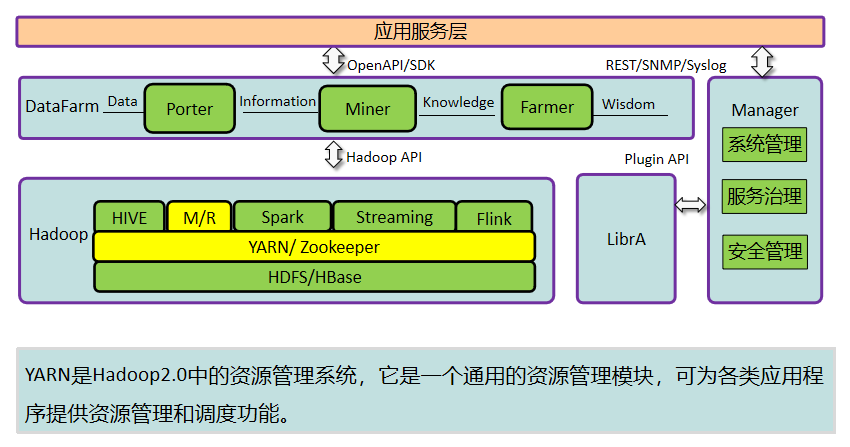 应用服务层
OpenAPI/SDK
REST/SNMP/Syslog
DataFarm
Data
Porter
Information
Miner
Knowledge
Farmer
Wisdom
Manager
系统管理
服务治理
安全管理
Hadoop API
Plugin API
Hadoop
HIVE
M/R
Spark
Streaming
Flink
YARN/ Zookeeper
HDFS/HBase
LibrA
YARN是Hadoop2.0中的资源管理系统，它是一个通用的资源管理模块，可为各类应用程
序提供资源管理和调度功能。